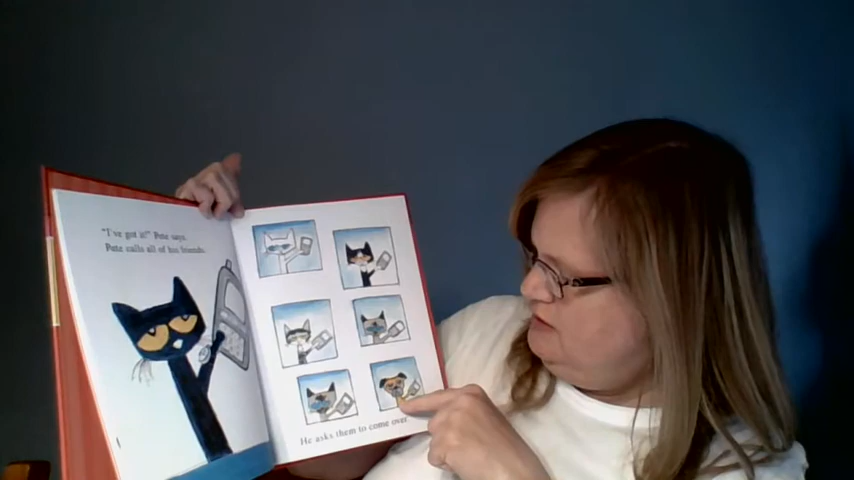 "I've got it!" Pete says.
Pete calls all of his friends.
He asks them to come over